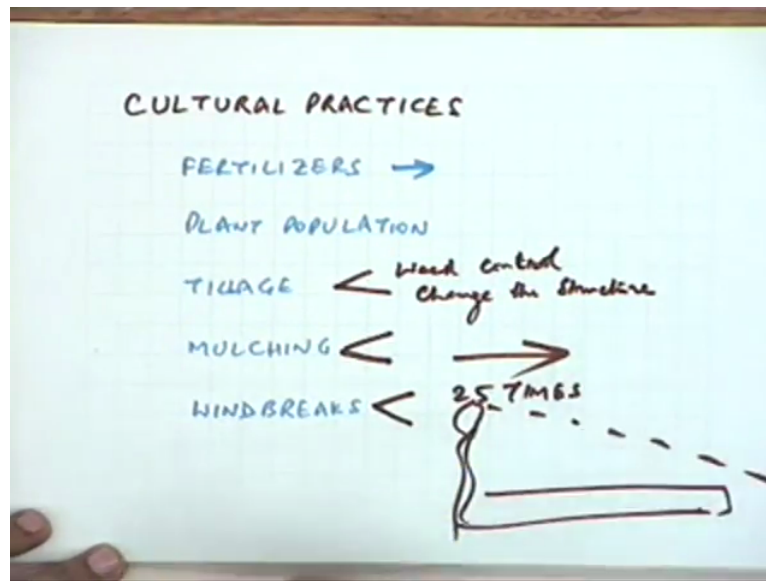 CULTURAL PRACTICES
FERTILIZERS →
PLANT POPULATION
TILLAGE < Weed control
Change the Structure
MULCHING <
WINDBREAKS < 25 TIMES